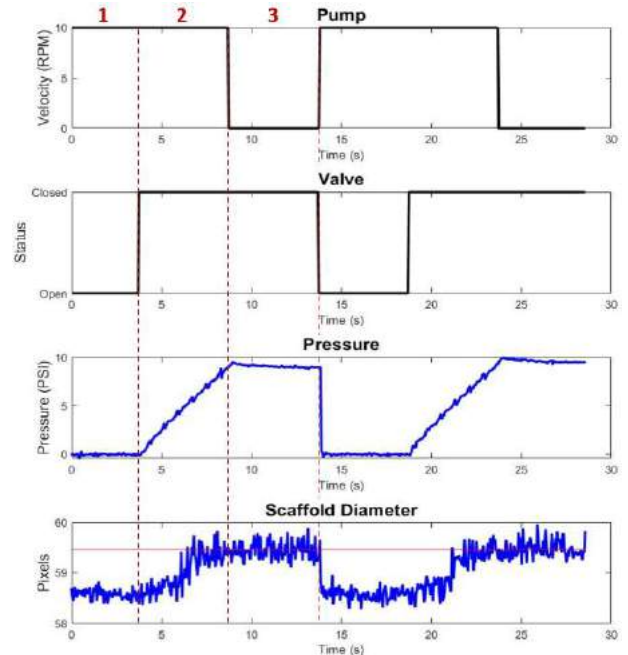 1 2 3
Pump
10
5
0
Velocity (RPM)
0 5 10 15 20 25 30
Time (s)
Valve
Closed
Open
Status
0 5 10 15 20 25 30
Time (s)
Pressure
10
5
0
Pressure (PSI)
0 5 10 15 20 25 30
Time (s)
Scaffold Diameter
60
59
58
Pixels
0 5 10 15 20 25 30
Time (s)